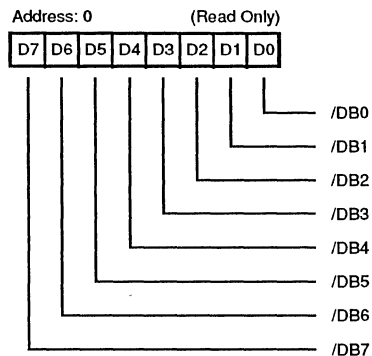 Address: 0 (Read Only)
D7 D6 D5 D4 D3 D2 D1 D0
/DB0
/DB1
/DB2
/DB3
/DB4
/DB5
/DB6
/DB7